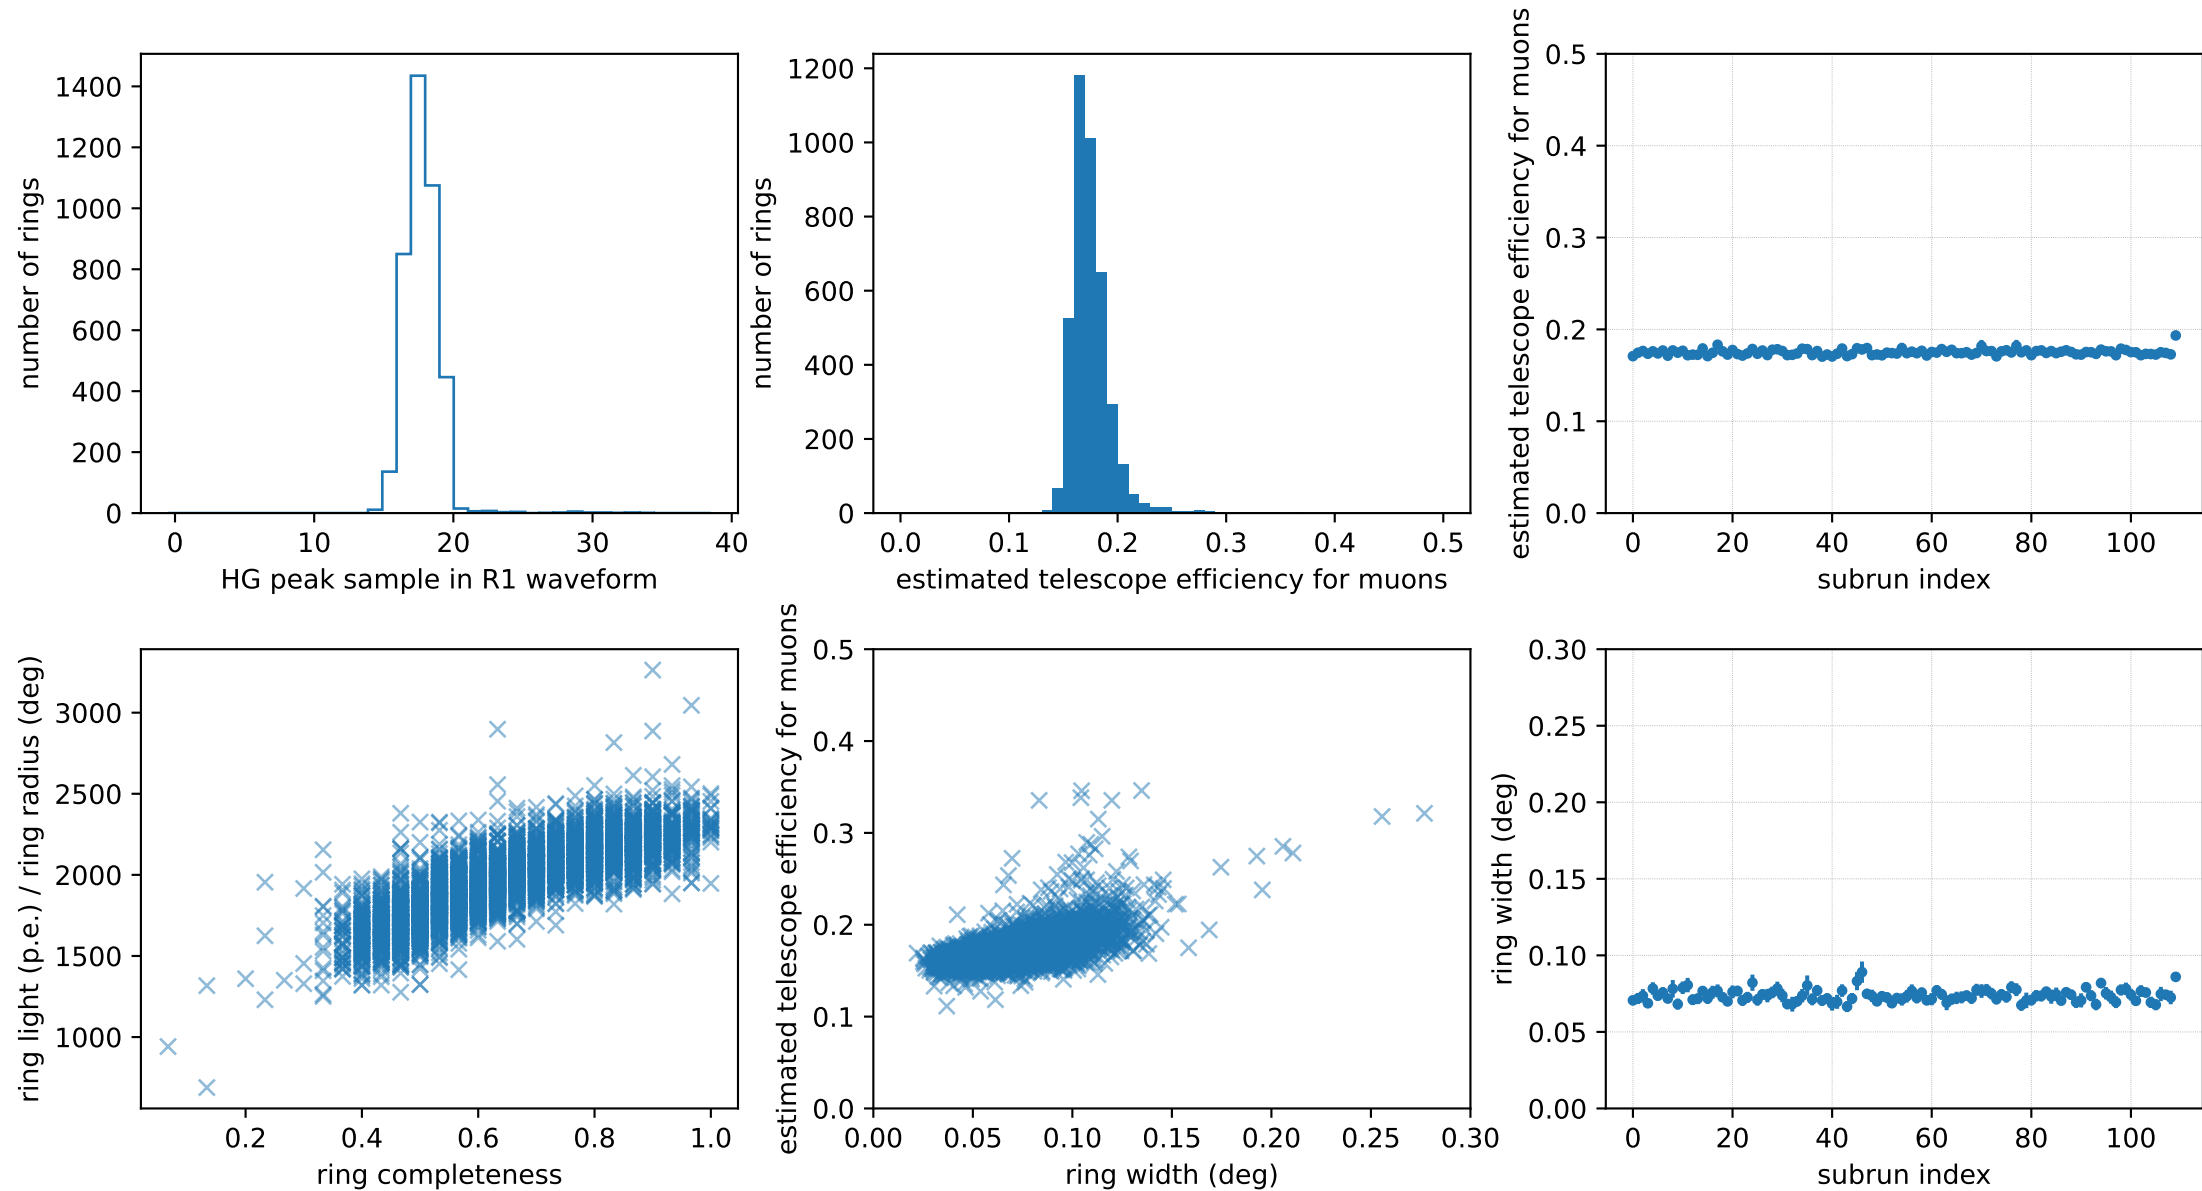 number of rings
1400
1200
1000
800
600
400
200
0
0 10 20 30 40
HG peak sample in R1 waveform
number of rings
1200
1000
800
600
400
200
0
0.0 0.1 0.2 0.3 0.4 0.5
estimated telescope efficiency for muons
estimated telescope efficiency for muons
0.5
0.4
0.3
0.2
0.1
0.0
0 20 40 60 80 100
subrun index
ring light (p.e.) / ring radius (deg)
3000
2500
2000
1500
1000
0.2 0.4 0.6 0.8 1.0
ring completeness
estimated telescope efficiency for muons
0.5
0.4
0.3
0.2
0.1
0.0
0.00 0.05 0.10 0.15 0.20 0.25 0.30
ring width (deg)
ring width (deg)
0.30
0.25
0.20
0.15
0.10
0.05
0.00
0 20 40 60 80 100
subrun index